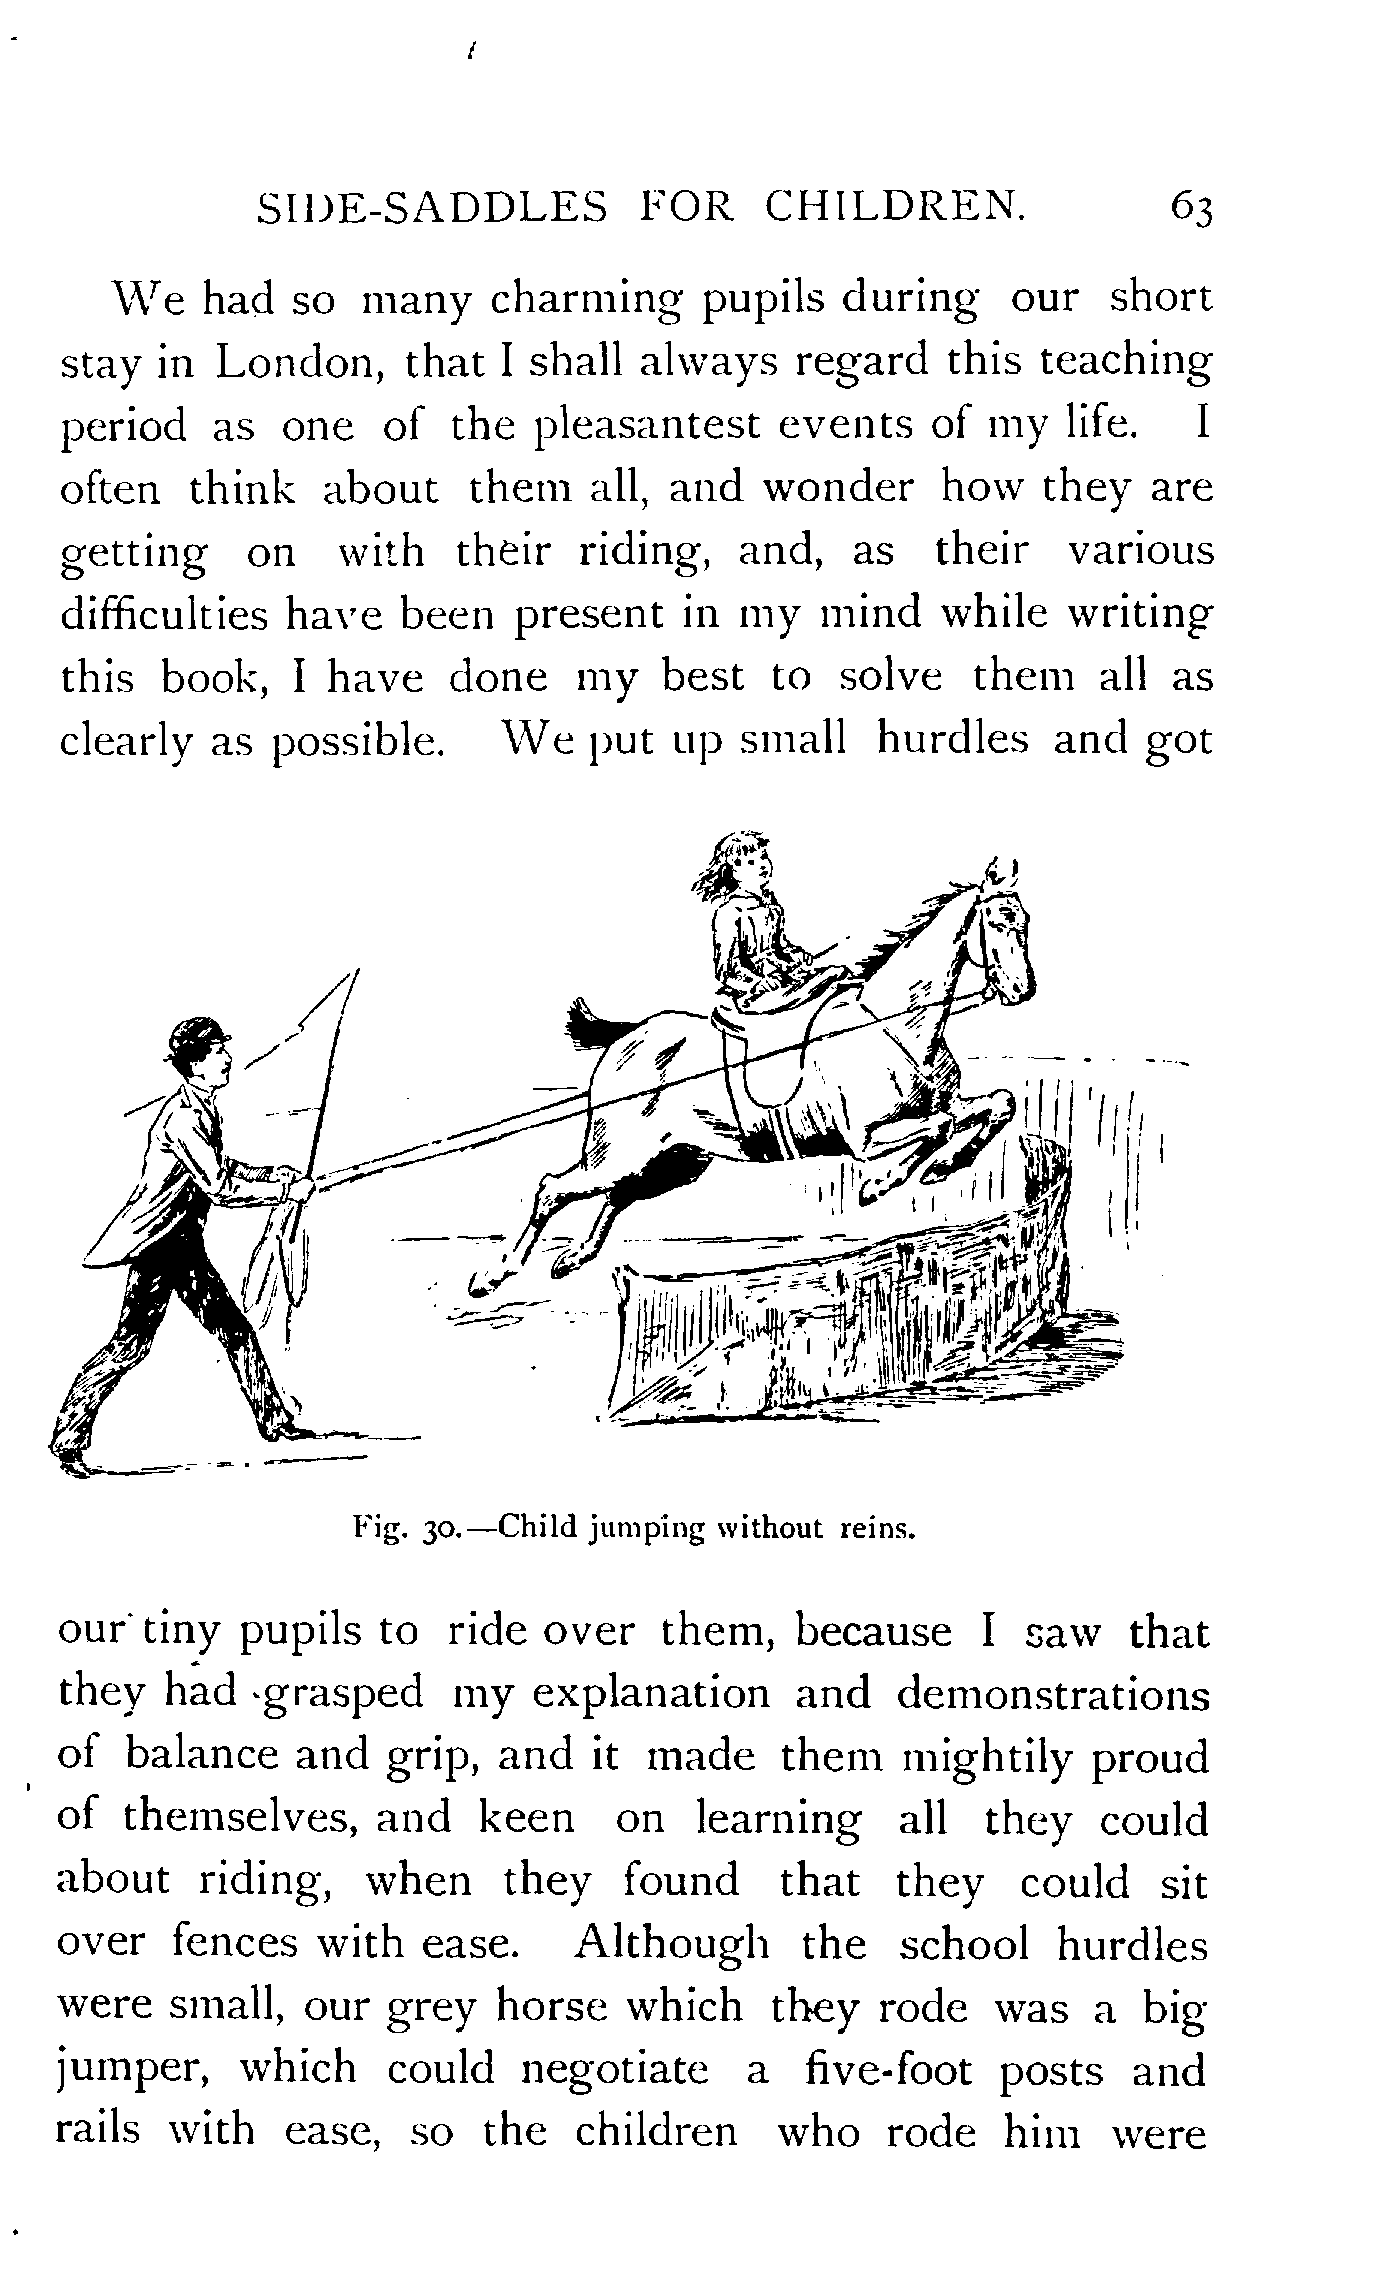 SIDE-SADDLES FOR CHILDREN. 63
We had so many charming pupils during our short
stay in London, that I shall always regard this teaching
period as one of the pleasantest events of my life. I
often think about them all, and wonder how they are
getting on with their riding, and, as their various
difficulties have been present in my mind while writing
this book, I have done my best to solve them all as
clearly as possible. We put up small hurdles and got
Fig. 30.—Child jumping without reins.
our tiny pupils to ride over them, because I saw that
they had grasped my explanation and demonstrations
of balance and grip, and it made them mightily proud
of themselves, and keen on learning all they could
about riding, when they found that they could sit
over fences with ease. Although the school hurdles
were small, our grey horse which they rode was a big
jumper, which could negotiate a five-foot posts and
rails with ease, so the children who rode him were